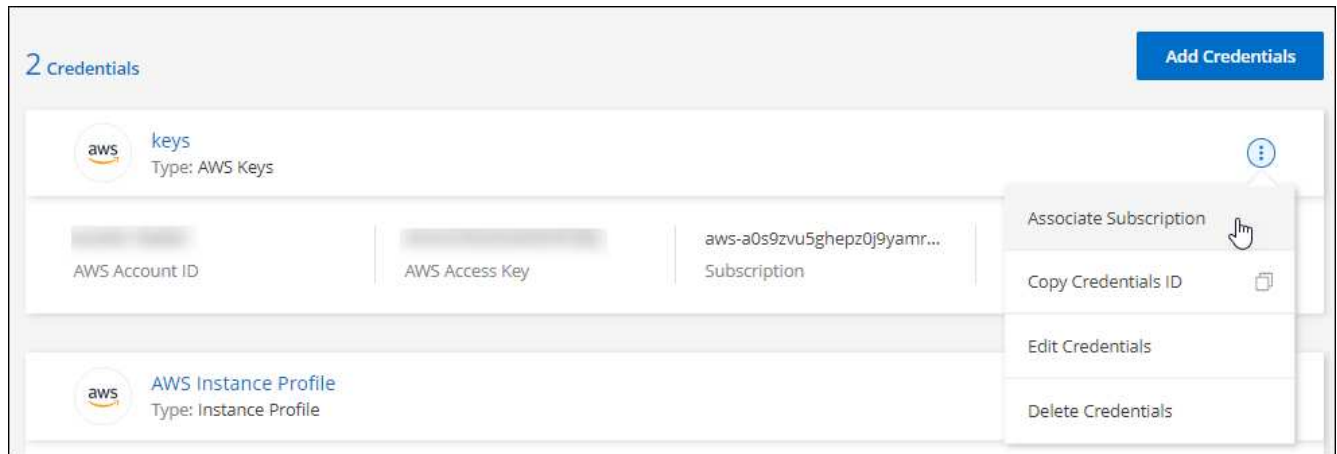 2 Credentials
Add Credentials
aws
keys
Type: AWS Keys
AWS Account ID
AWS Access Key
aws-a0s9zvu5ghepz0j9yamr...
Subscription
Associate Subscription
Copy Credentials ID
Edit Credentials
Delete Credentials
aws
AWS Instance Profile
Type: Instance Profile